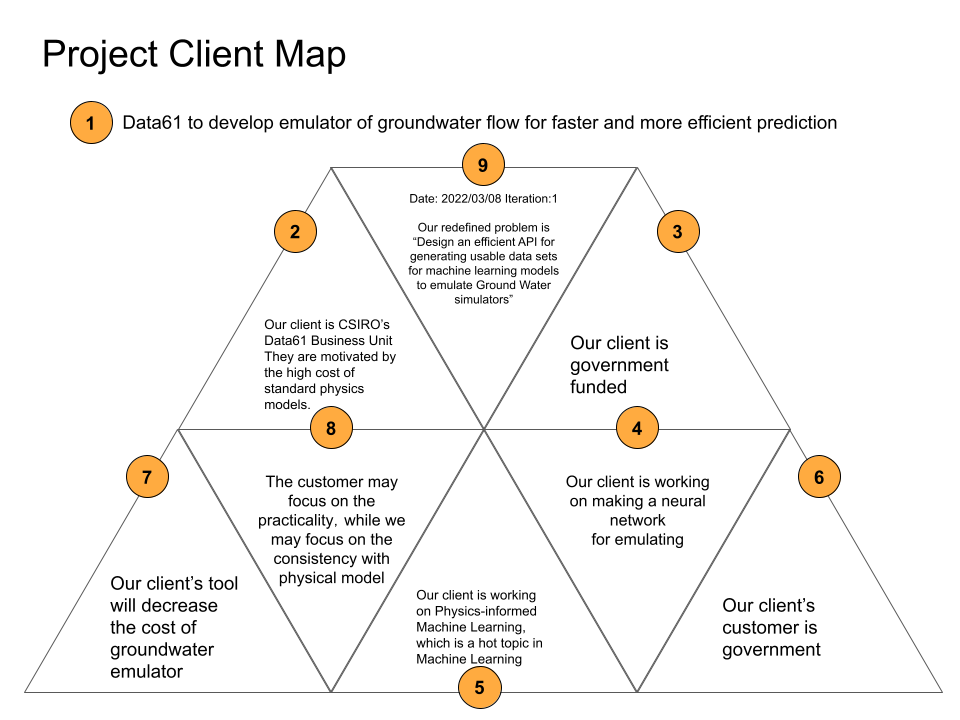 Project Client Map
1
Data61 to develop emulator of groundwater flow for faster and more efficient prediction
9
Date: 2022/03/08 Iteration:1
Our redefined problem is
“Design an efficient API for
generating usable data sets
for machine learning models
to emulate Ground Water
simulators”
2
Our client is CSIRO’s
Data61 Business Unit
They are motivated by
the high cost of
standard physics
models.
3
Our client is
government
funded
8
The customer may
focus on the
practicality, while we
may focus on the
consistency with
physical model
4
Our client is working
on making a neural
network
for emulating
7
Our client’s tool
will decrease
the cost of
groundwater
emulator
5
Our client is working
on Physics-informed
Machine Learning,
which is a hot topic in
Machine Learning
6
Our client’s
customer is
government